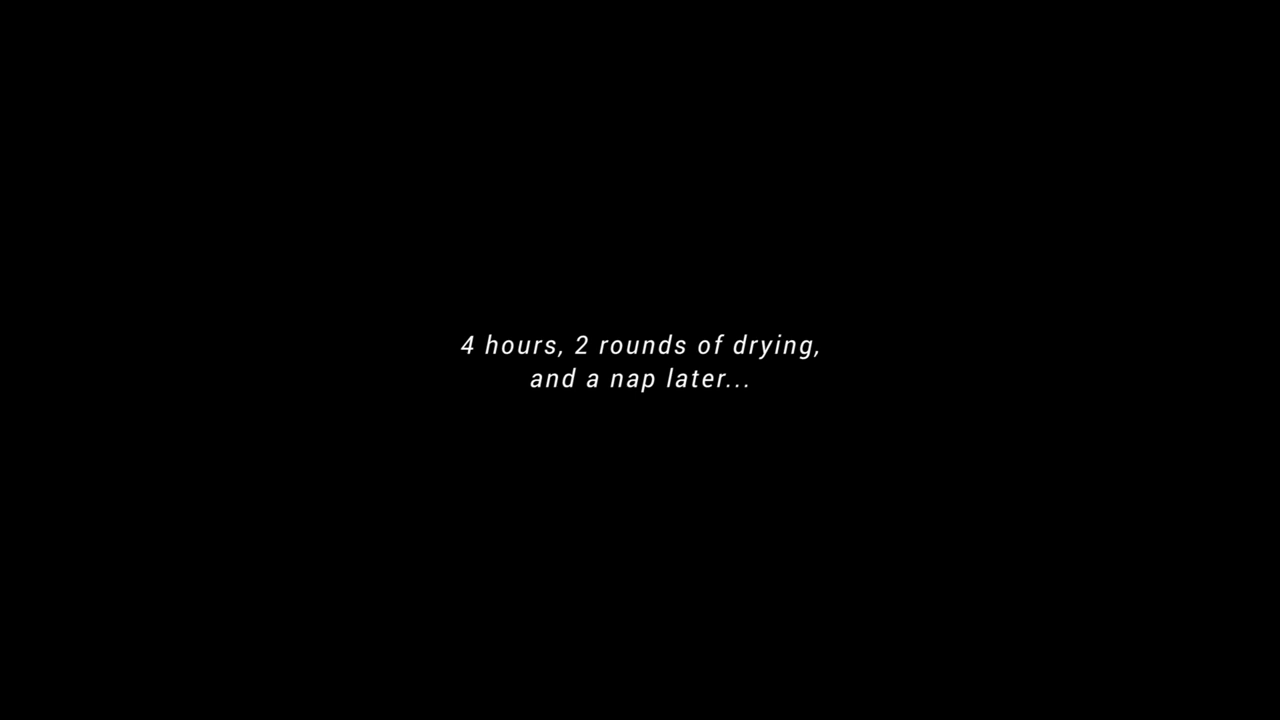 4 hours, 2 rounds of drying,
and a nap later...